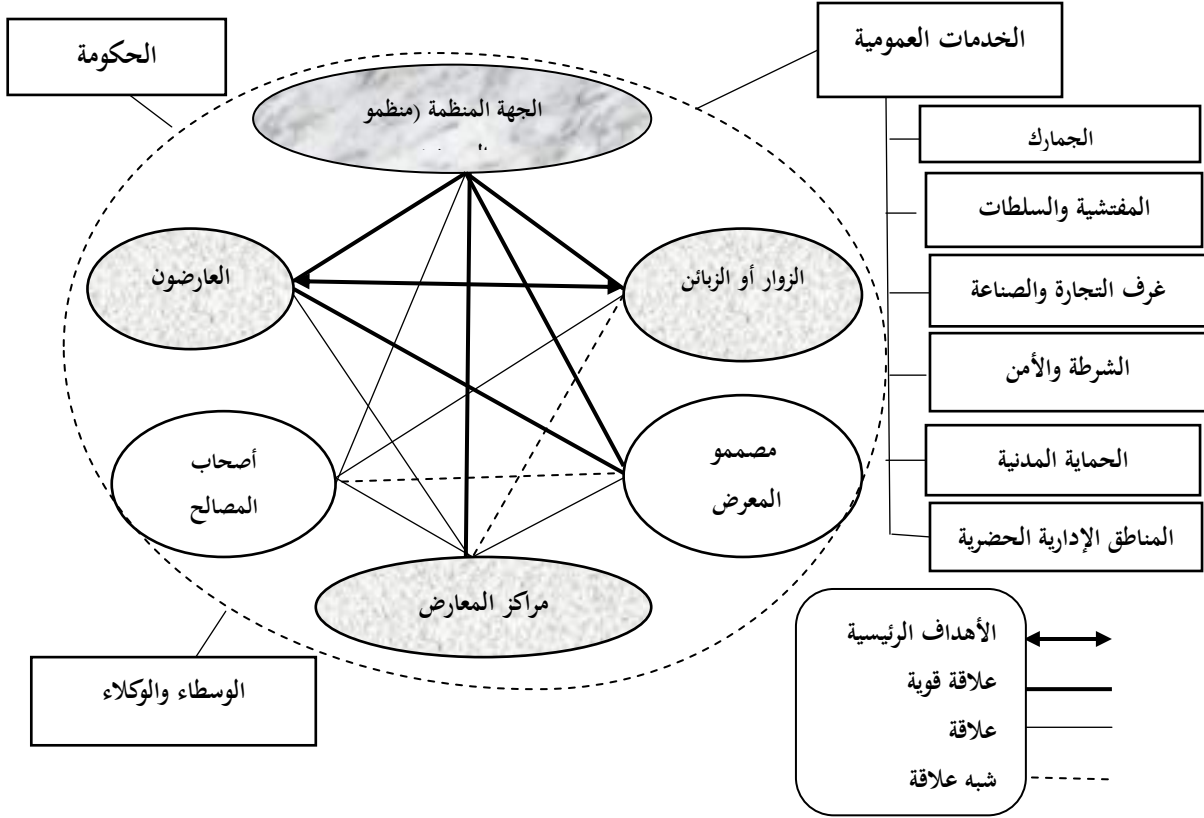 الخدمات العمومية
الحكومة
الجهة المنظمة (منظمو
الجمارك
المفتشية والسلطات
العارضون
الزوار أو الزبائن
غرف التجارة والصناعة
الشرطة والأمن
أصحاب
المصالح
مصممو
المعرض
الحماية المدنية
المناطق الإدارية الحضرية
مراكز المعارض
الوسطاء والوكلاء
الأهداف الرئيسية
علاقة قوية
علاقة
شبه علاقة